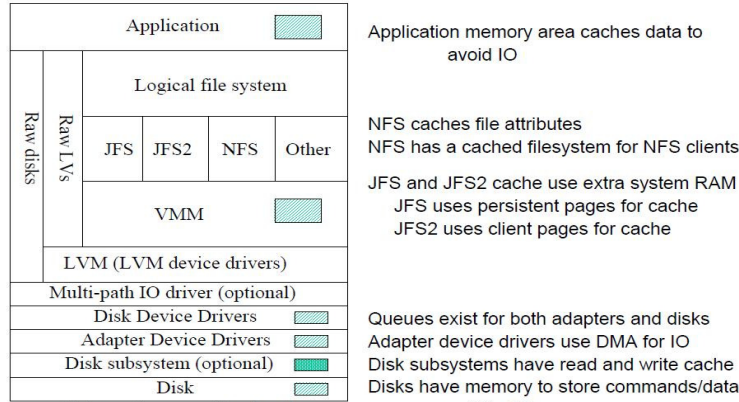 Application
Application memory area caches data to
avoid IO
Logical file system
Raw disks
Raw LVs
NFS caches file attributes
JFS
JFS2
NFS
Other
NFS has a cached filesystem for NFS clients
JFS and JFS2 cache use extra system RAM
VMM
JFS uses persistent pages for cache
JFS2 uses client pages for cache
LVM (LVM device drivers)
Multi-path IO driver (optional)
Disk Device Drivers
Queues exist for both adapters and disks
Adapter Device Drivers
Adapter device drivers use DMA for IO
Disk subsystem (optional)
Disk subsystems have read and write cache
Disk
Disks have memory to store commands/data